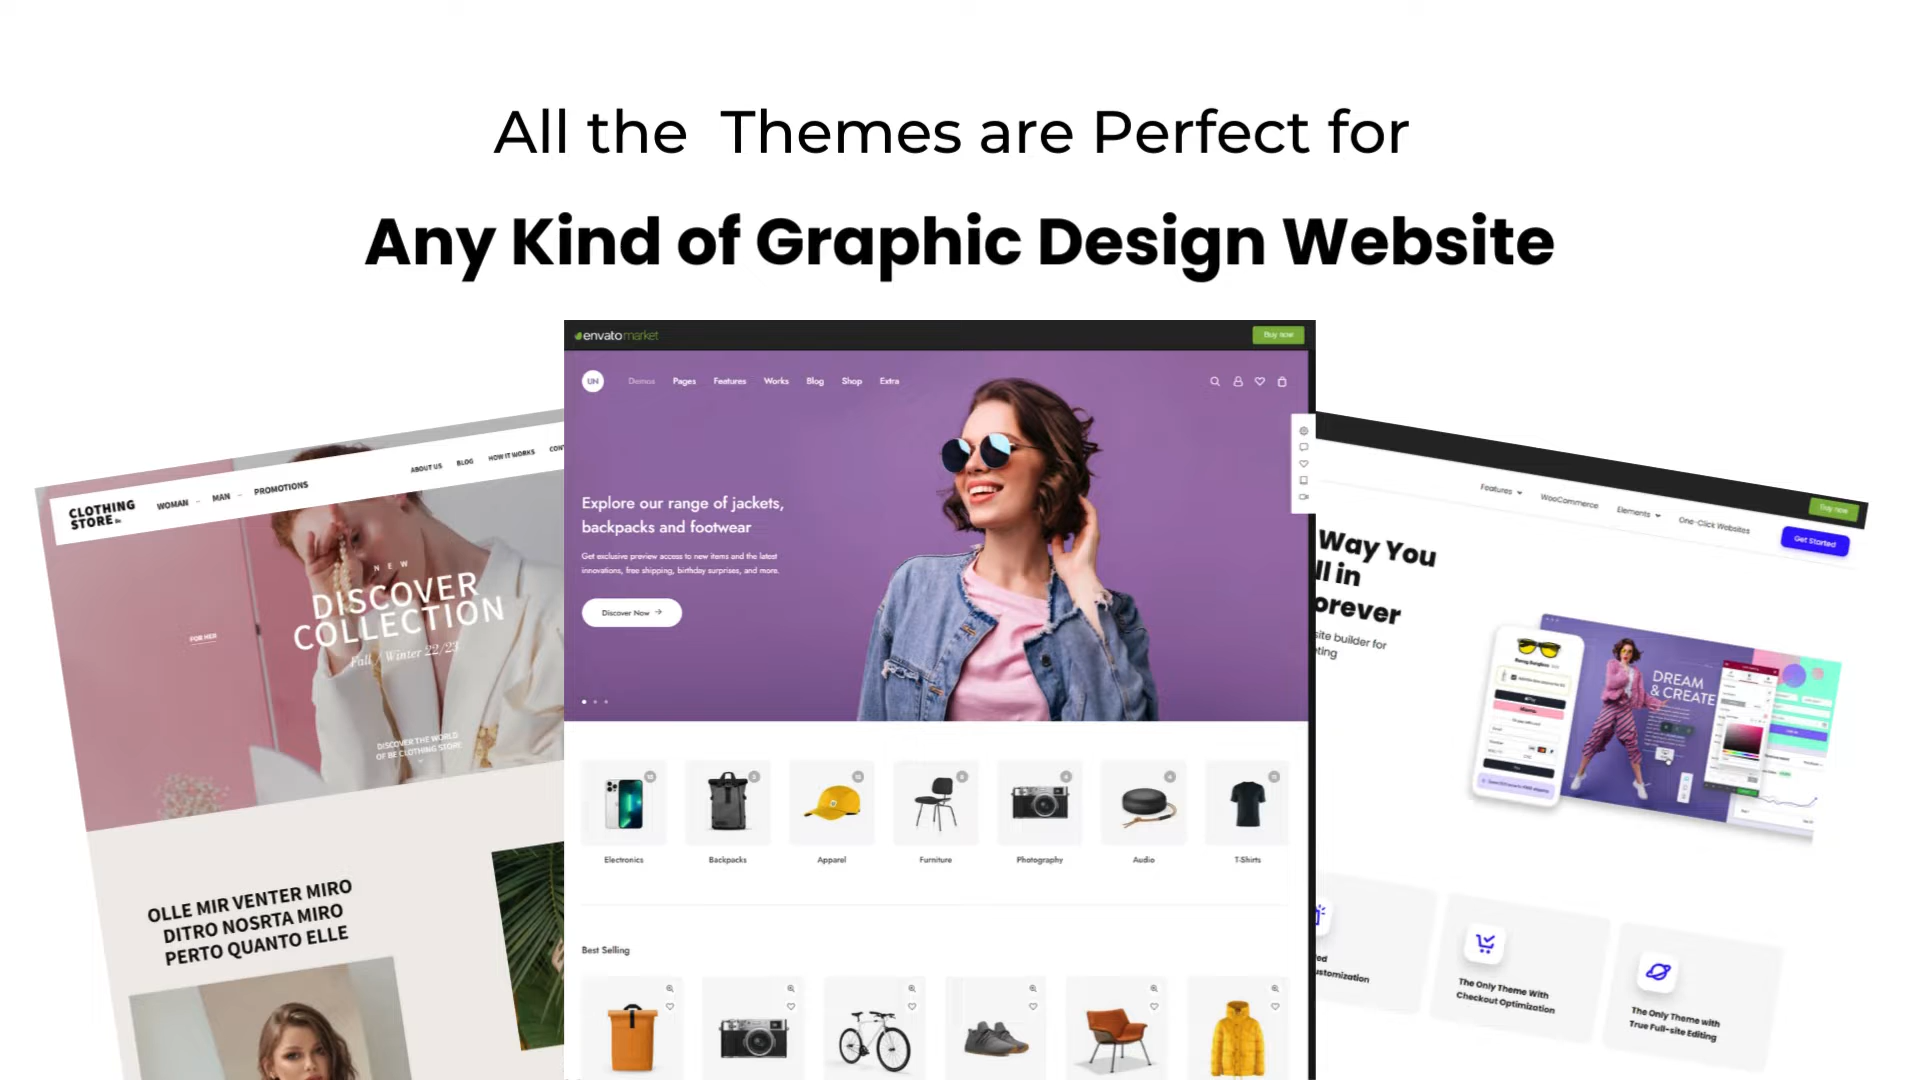 All the Themes are Perfect for
Any Kind of Graphic Design Website
envato market
Buy now
UN
Demos Pages Features Works Blog Shop Extra
Explore our range of jackets,
backpacks and footwear
Get exclusive preview access to new items and the latest
innovations, free shipping, birthday surprises, and more.
Discover Now
Electronics
Backpacks
Apparel
Furniture
Photography
Audio
T-Shirts
Best Selling
CLOTHING
STORE
WOMAN MAN PROMOTIONS
ABOUT US BLOG HOW IT WORKS CON
NEW
DISCOVER
COLLECTION
Fall / Winter 22/23
FOR HER
DISCOVER THE WORLD
OF BE CLOTHING STORE
OLLE MIR VENTER MIRO
DITRO NOSRTA MIRO
PERTO QUANTO ELLE
Buy now
Features WooCommerce Elements One-Click Websites
Get Started
Way You
ll in
orever
site builder for
eting
DREAM
& CREATE
ustomization
The Only Theme With
Checkout Optimization
The Only Theme with
True Full-site Editing